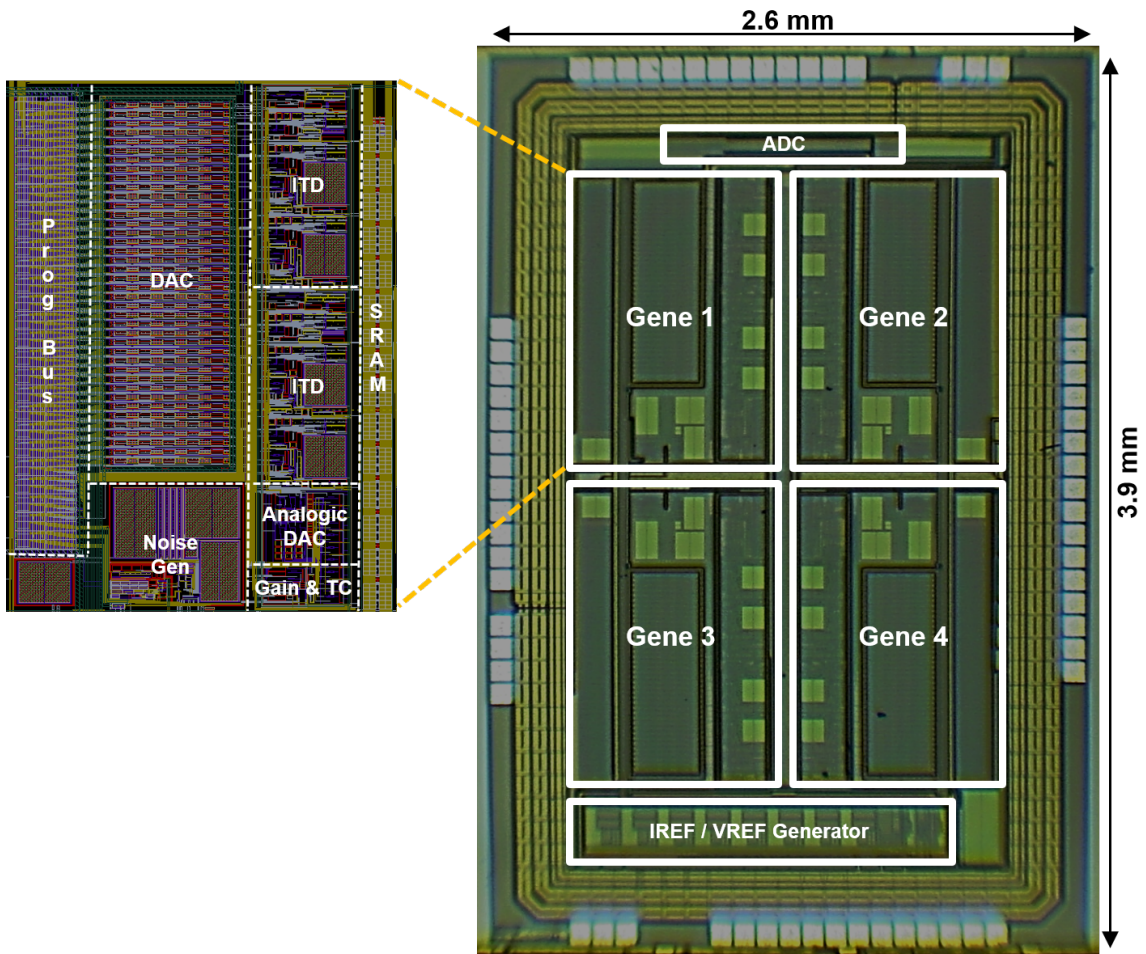 2.6 mm
ADC
ITD
Prog Bus
DAC
SRAM
Gene 1
Gene 2
ITD
3.9 mm
Analogic
DAC
Noise
Gen
Gain & TC
Gene 3
Gene 4
IREF / VREF Generator